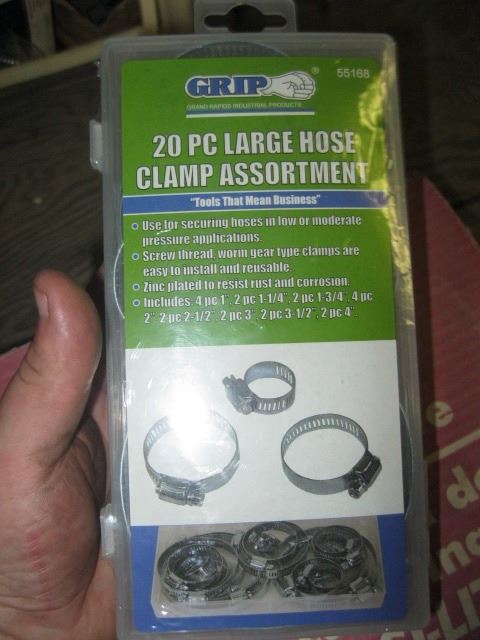 GRIP®
55168
GRAND RAPIDS INDUSTRIAL PRODUCTS
20 PC LARGE HOSE
CLAMP ASSORTMENT
"Tools That Mean Business"
• Use for securing hoses in low or moderate
pressure applications.
• Screw thread, worm gear type clamps are
easy to install and reusable.
• Zinc plated to resist rust and corrosion.
• Includes: 4 pc 1", 2 pc 1-1/4", 2 pc 1-3/4", 4 pc
2" 2 pc 2-1/2", 2 pc 3", 2 pc 3-1/2", 2 pc 4".